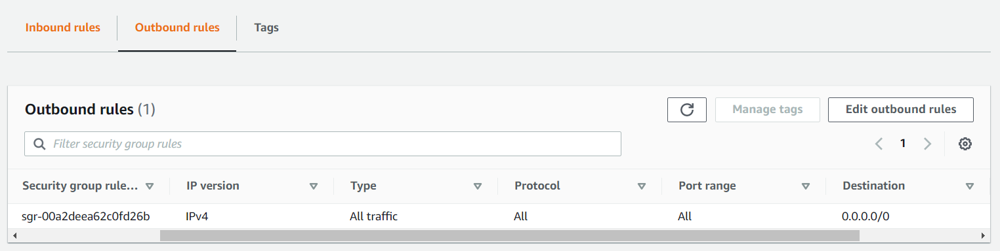 Inbound rules Outbound rules Tags
Outbound rules (1) Manage tags Edit outbound rules
Filter security group rules 1
Security group rule... IP version Type Protocol Port range Destination
sgr-00a2deea62c0fd26b IPv4 All traffic All All 0.0.0.0/0